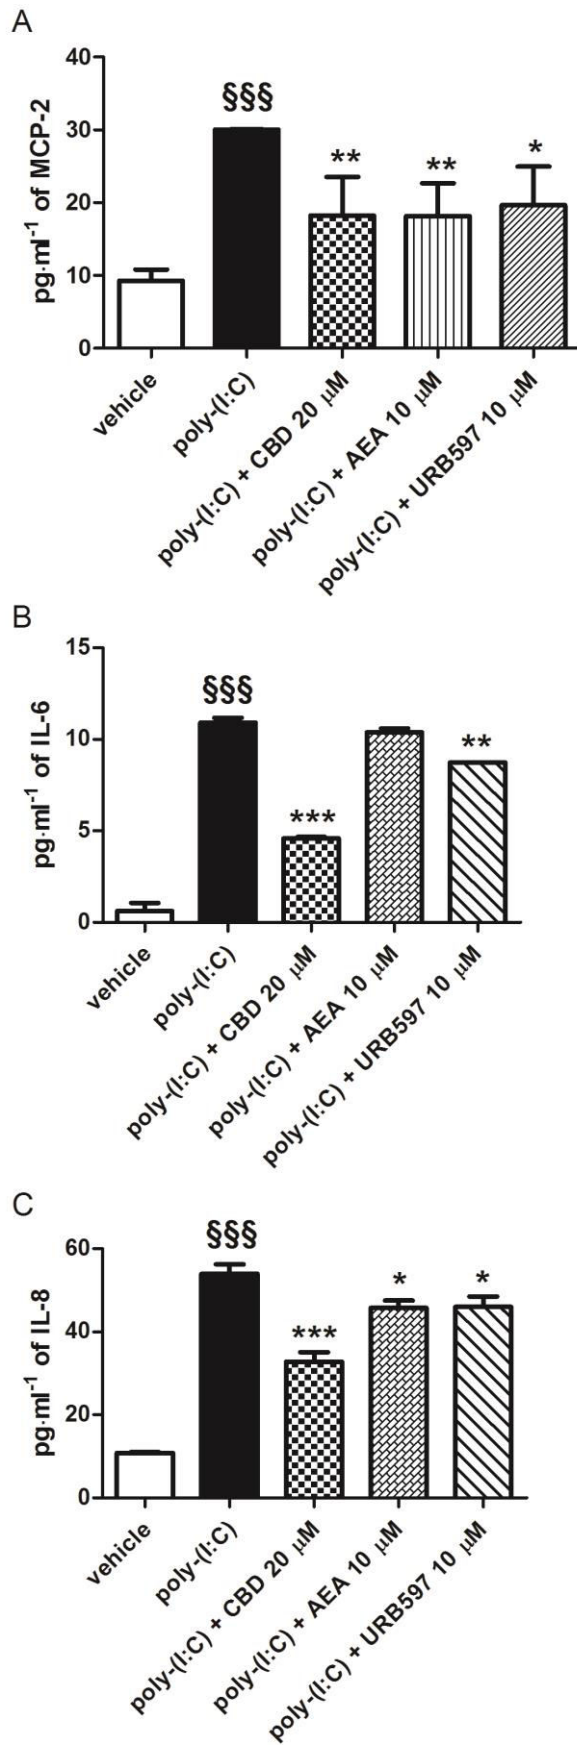 A
pg·ml⁻¹ of MCP-2
40
30
20
10
0
§§§
**
**
*
vehicle
poly-(I:C)
poly-(I:C) + CBD 20 µM
poly-(I:C) + AEA 10 µM
poly-(I:C) + URB597 10 µM
B
pg·ml⁻¹ of IL-6
15
10
5
0
§§§
***
**
vehicle
poly-(I:C)
poly-(I:C) + CBD 20 µM
poly-(I:C) + AEA 10 µM
poly-(I:C) + URB597 10 µM
C
pg·ml⁻¹ of IL-8
60
40
20
0
§§§
***
*
*
vehicle
poly-(I:C)
poly-(I:C) + CBD 20 µM
poly-(I:C) + AEA 10 µM
poly-(I:C) + URB597 10 µM